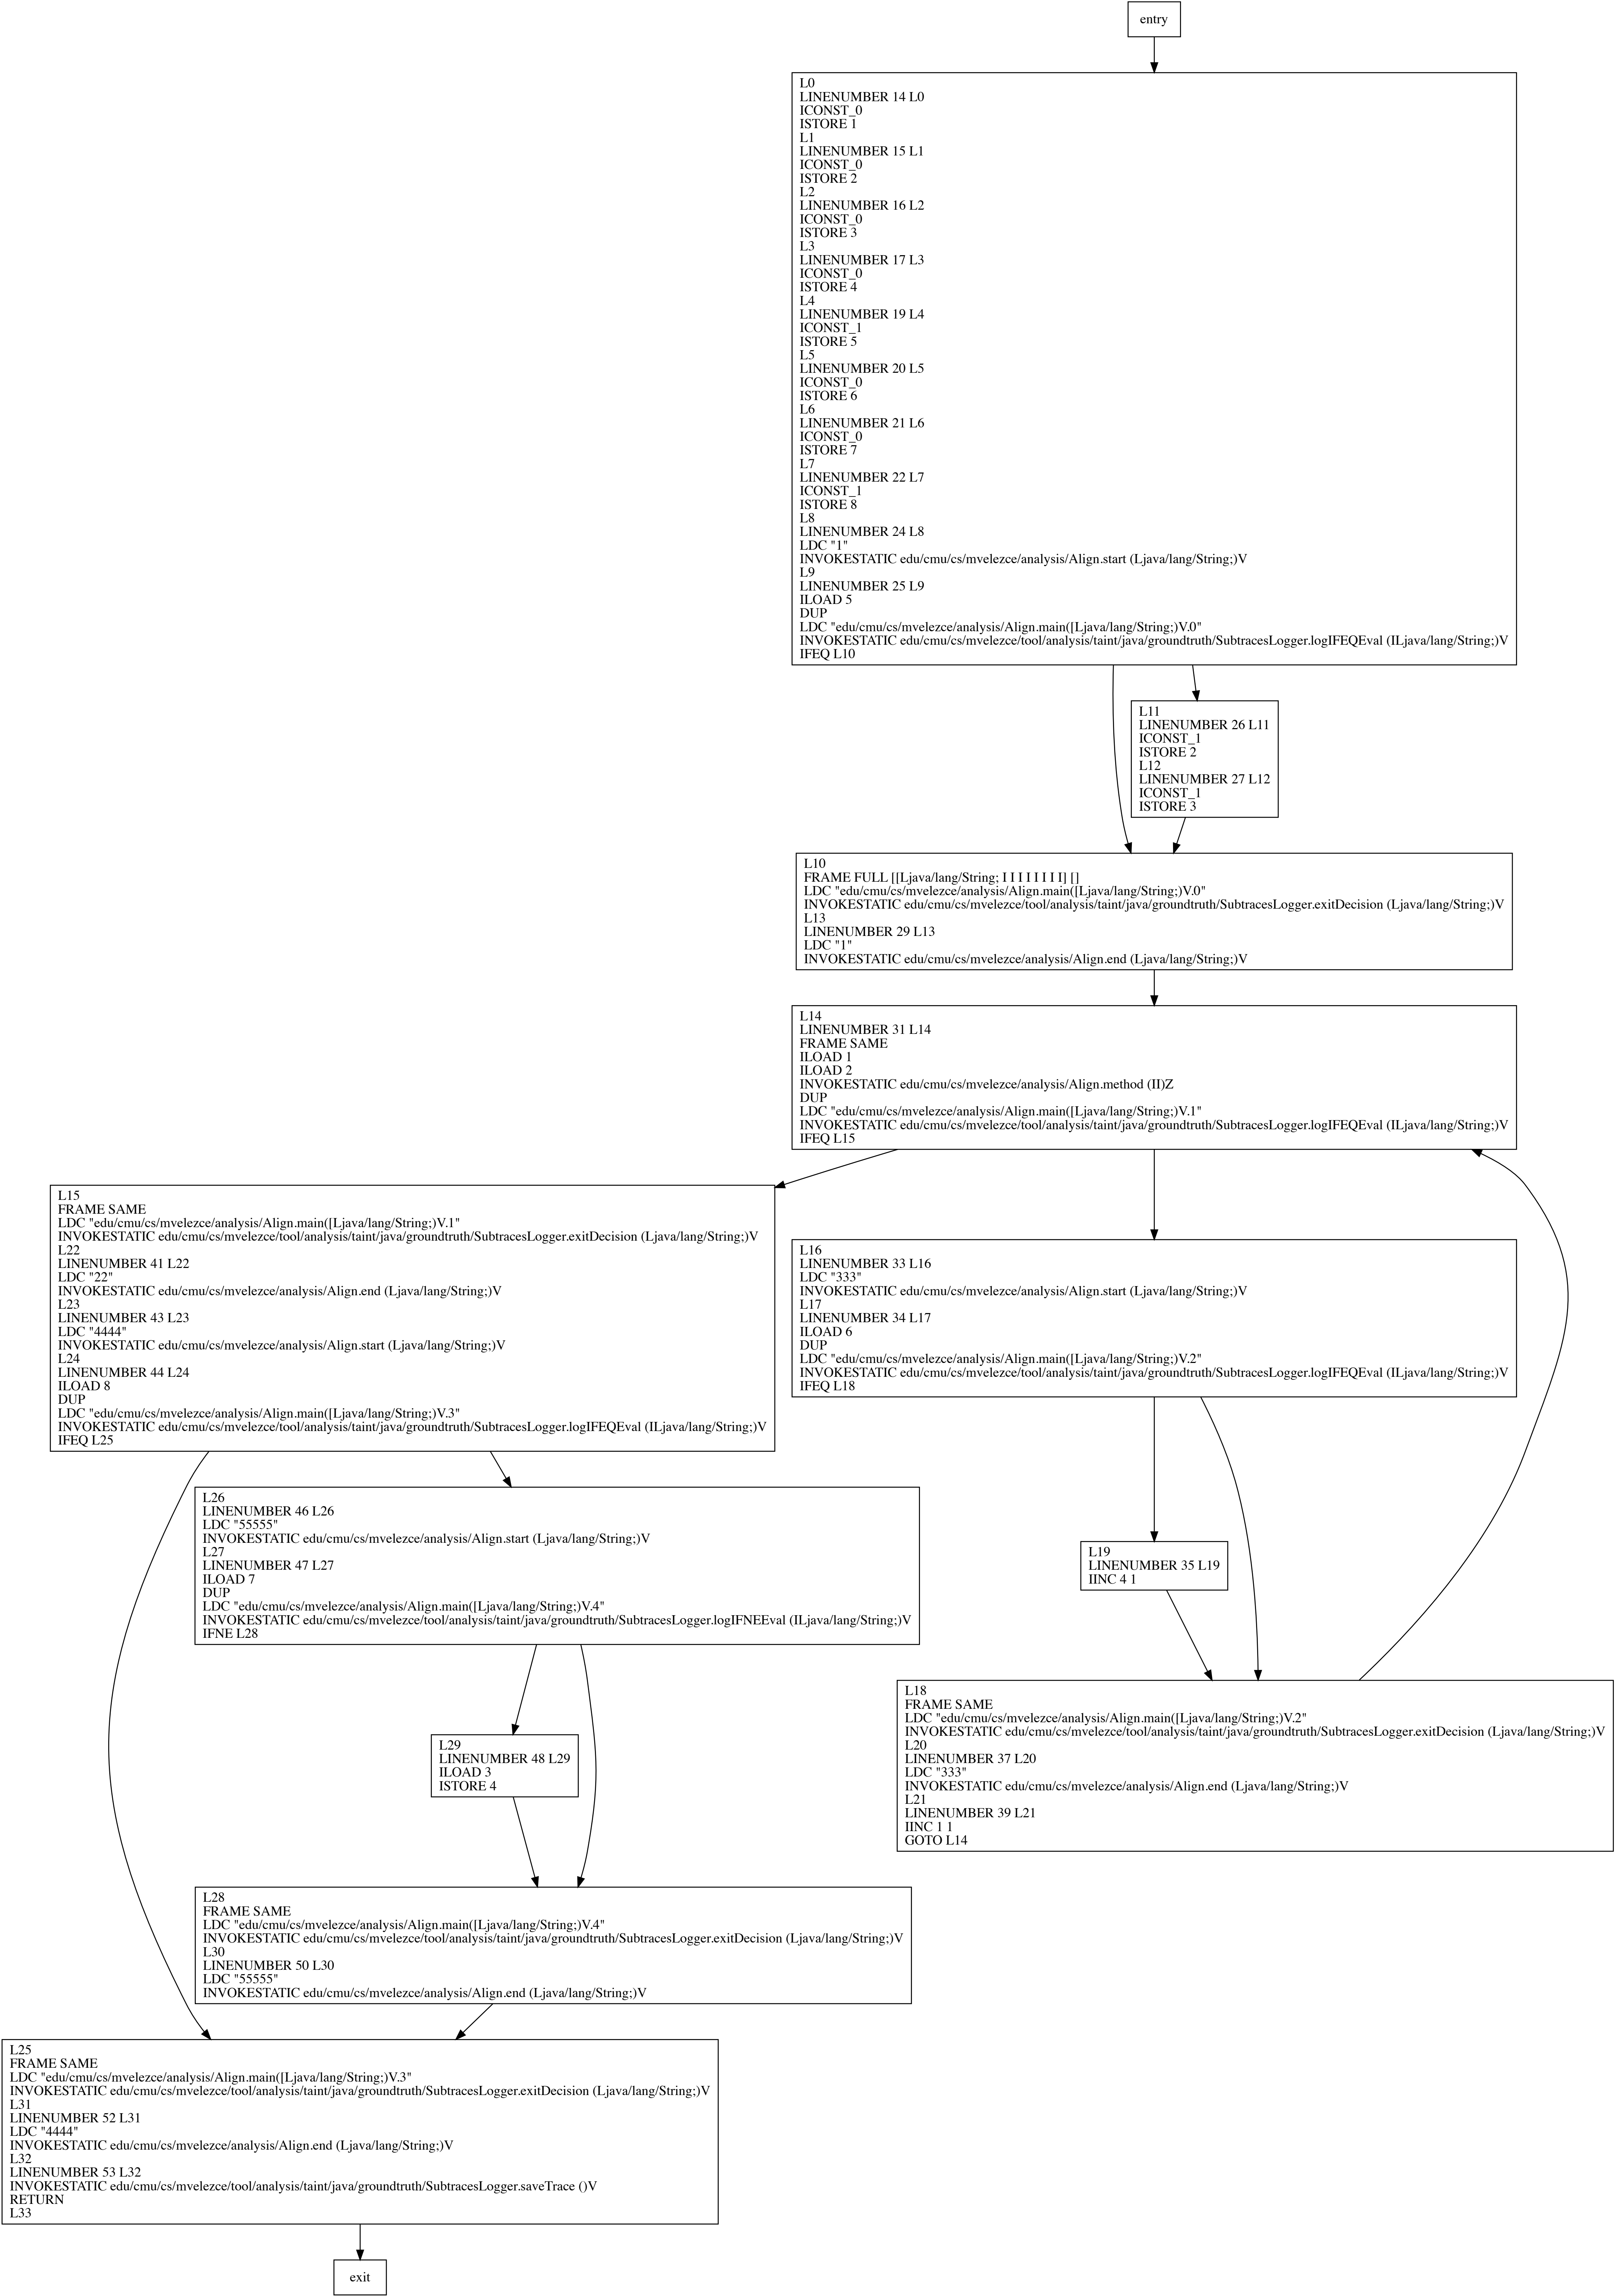 entry
L0
LINENUMBER 14 L0
ICONST_0
ISTORE 1
L1
LINENUMBER 15 L1
ICONST_0
ISTORE 2
L2
LINENUMBER 16 L2
ICONST_0
ISTORE 3
L3
LINENUMBER 17 L3
ICONST_0
ISTORE 4
L4
LINENUMBER 19 L4
ICONST_1
ISTORE 5
L5
LINENUMBER 20 L5
ICONST_0
ISTORE 6
L6
LINENUMBER 21 L6
ICONST_0
ISTORE 7
L7
LINENUMBER 22 L7
ICONST_1
ISTORE 8
L8
LINENUMBER 24 L8
LDC "1"
INVOKESTATIC edu/cmu/cs/mvelezce/analysis/Align.start (Ljava/lang/String;)V
L9
LINENUMBER 25 L9
ILOAD 5
DUP
LDC "edu/cmu/cs/mvelezce/analysis/Align.main([Ljava/lang/String;)V.0"
INVOKESTATIC edu/cmu/cs/mvelezce/tool/analysis/taint/java/groundtruth/SubtracesLogger.logIFEQEval (ILjava/lang/String;)V
IFEQ L10
L11
LINENUMBER 26 L11
ICONST_1
ISTORE 2
L12
LINENUMBER 27 L12
ICONST_1
ISTORE 3
L10
FRAME FULL [[Ljava/lang/String; I I I I I I I I] []
LDC "edu/cmu/cs/mvelezce/analysis/Align.main([Ljava/lang/String;)V.0"
INVOKESTATIC edu/cmu/cs/mvelezce/tool/analysis/taint/java/groundtruth/SubtracesLogger.exitDecision (Ljava/lang/String;)V
L13
LINENUMBER 29 L13
LDC "1"
INVOKESTATIC edu/cmu/cs/mvelezce/analysis/Align.end (Ljava/lang/String;)V
L14
LINENUMBER 31 L14
FRAME SAME
ILOAD 1
ILOAD 2
INVOKESTATIC edu/cmu/cs/mvelezce/analysis/Align.method (II)Z
DUP
LDC "edu/cmu/cs/mvelezce/analysis/Align.main([Ljava/lang/String;)V.1"
INVOKESTATIC edu/cmu/cs/mvelezce/tool/analysis/taint/java/groundtruth/SubtracesLogger.logIFEQEval (ILjava/lang/String;)V
IFEQ L15
L15
FRAME SAME
LDC "edu/cmu/cs/mvelezce/analysis/Align.main([Ljava/lang/String;)V.1"
INVOKESTATIC edu/cmu/cs/mvelezce/tool/analysis/taint/java/groundtruth/SubtracesLogger.exitDecision (Ljava/lang/String;)V
L22
LINENUMBER 41 L22
LDC "22"
INVOKESTATIC edu/cmu/cs/mvelezce/analysis/Align.end (Ljava/lang/String;)V
L23
LINENUMBER 43 L23
LDC "4444"
INVOKESTATIC edu/cmu/cs/mvelezce/analysis/Align.start (Ljava/lang/String;)V
L24
LINENUMBER 44 L24
ILOAD 8
DUP
LDC "edu/cmu/cs/mvelezce/analysis/Align.main([Ljava/lang/String;)V.3"
INVOKESTATIC edu/cmu/cs/mvelezce/tool/analysis/taint/java/groundtruth/SubtracesLogger.logIFEQEval (ILjava/lang/String;)V
IFEQ L25
L16
LINENUMBER 33 L16
LDC "333"
INVOKESTATIC edu/cmu/cs/mvelezce/analysis/Align.start (Ljava/lang/String;)V
L17
LINENUMBER 34 L17
ILOAD 6
DUP
LDC "edu/cmu/cs/mvelezce/analysis/Align.main([Ljava/lang/String;)V.2"
INVOKESTATIC edu/cmu/cs/mvelezce/tool/analysis/taint/java/groundtruth/SubtracesLogger.logIFEQEval (ILjava/lang/String;)V
IFEQ L18
L26
LINENUMBER 46 L26
LDC "55555"
INVOKESTATIC edu/cmu/cs/mvelezce/analysis/Align.start (Ljava/lang/String;)V
L27
LINENUMBER 47 L27
ILOAD 7
DUP
LDC "edu/cmu/cs/mvelezce/analysis/Align.main([Ljava/lang/String;)V.4"
INVOKESTATIC edu/cmu/cs/mvelezce/tool/analysis/taint/java/groundtruth/SubtracesLogger.logIFNEEval (ILjava/lang/String;)V
IFNE L28
L19
LINENUMBER 35 L19
IINC 4 1
L29
LINENUMBER 48 L29
ILOAD 3
ISTORE 4
L18
FRAME SAME
LDC "edu/cmu/cs/mvelezce/analysis/Align.main([Ljava/lang/String;)V.2"
INVOKESTATIC edu/cmu/cs/mvelezce/tool/analysis/taint/java/groundtruth/SubtracesLogger.exitDecision (Ljava/lang/String;)V
L20
LINENUMBER 37 L20
LDC "333"
INVOKESTATIC edu/cmu/cs/mvelezce/analysis/Align.end (Ljava/lang/String;)V
L21
LINENUMBER 39 L21
IINC 1 1
GOTO L14
L28
FRAME SAME
LDC "edu/cmu/cs/mvelezce/analysis/Align.main([Ljava/lang/String;)V.4"
INVOKESTATIC edu/cmu/cs/mvelezce/tool/analysis/taint/java/groundtruth/SubtracesLogger.exitDecision (Ljava/lang/String;)V
L30
LINENUMBER 50 L30
LDC "55555"
INVOKESTATIC edu/cmu/cs/mvelezce/analysis/Align.end (Ljava/lang/String;)V
L25
FRAME SAME
LDC "edu/cmu/cs/mvelezce/analysis/Align.main([Ljava/lang/String;)V.3"
INVOKESTATIC edu/cmu/cs/mvelezce/tool/analysis/taint/java/groundtruth/SubtracesLogger.exitDecision (Ljava/lang/String;)V
L31
LINENUMBER 52 L31
LDC "4444"
INVOKESTATIC edu/cmu/cs/mvelezce/analysis/Align.end (Ljava/lang/String;)V
L32
LINENUMBER 53 L32
INVOKESTATIC edu/cmu/cs/mvelezce/tool/analysis/taint/java/groundtruth/SubtracesLogger.saveTrace ()V
RETURN
L33
exit